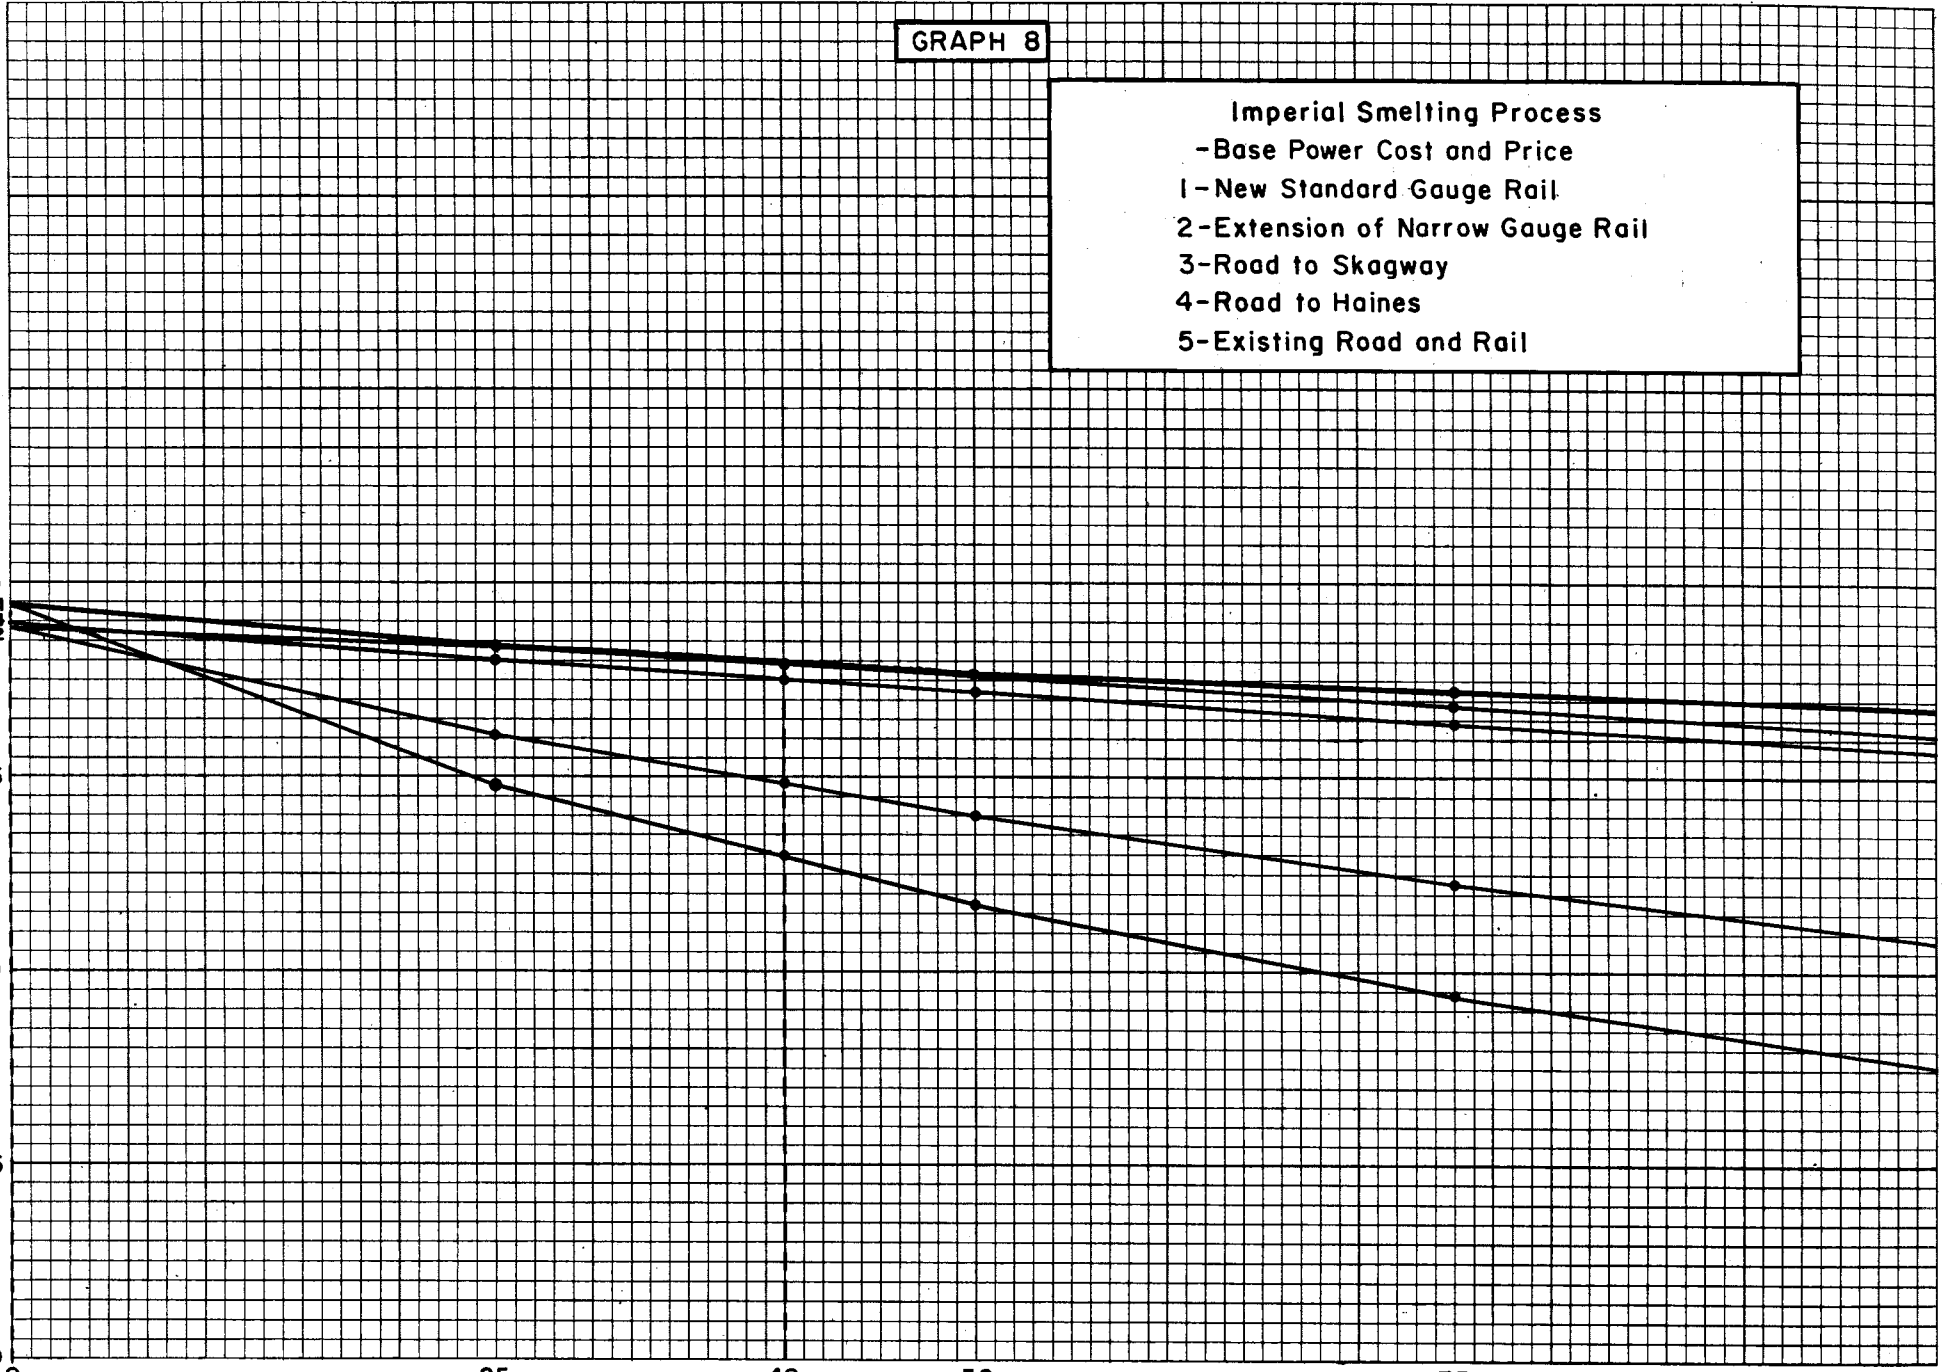 GRAPH 8
Imperial Smelting Process
-Base Power Cost and Price
1-New Standard Gauge Rail
2-Extension of Narrow Gauge Rail
3-Road to Skagway
4-Road to Haines
5-Existing Road and Rail